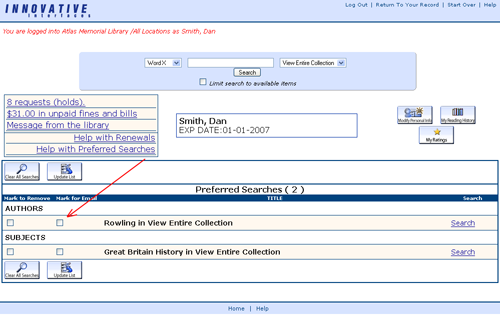 INNOVATIVE
interfaces
Log Out | Return To Your Record | Start Over | Help
You are logged into Atlas Memorial Library /All Locations as Smith, Dan
Word X View Entire Collection
Search
Limit search to available items
8 requests (holds).
$31.00 in unpaid fines and bills
Message from the library
Help with Renewals
Help with Preferred Searches
Smith, Dan
EXP DATE:01-01-2007
Modify Personal Info
My Reading History
My Ratings
Clear All Searches Update List
Preferred Searches ( 2 )
Mark to Remove Mark for Email TITLE Search
AUTHORS
Rowling in View Entire Collection Search
SUBJECTS
Great Britain History in View Entire Collection Search
Clear All Searches Update List
Home | Help